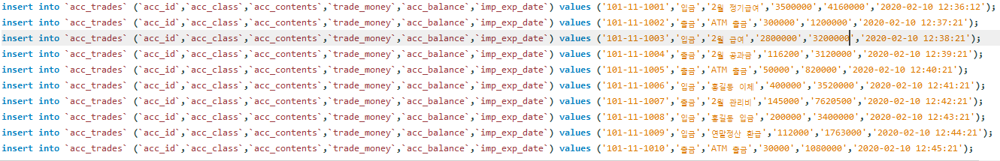 insert into `acc_trades` (`acc_id`,`acc_class`,`acc_contents`,`trade_money`,`acc_balance`,`imp_exp_date`) values ('101-11-1001','입금','2월 정기급여','3500000','4160000','2020-02-10 12:36:12');
insert into `acc_trades` (`acc_id`,`acc_class`,`acc_contents`,`trade_money`,`acc_balance`,`imp_exp_date`) values ('101-11-1002','출금','ATM 출금','300000','1200000','2020-02-10 12:37:21');
insert into `acc_trades` (`acc_id`,`acc_class`,`acc_contents`,`trade_money`,`acc_balance`,`imp_exp_date`) values ('101-11-1003','입금','2월 급여','2800000','3200000','2020-02-10 12:38:21');
insert into `acc_trades` (`acc_id`,`acc_class`,`acc_contents`,`trade_money`,`acc_balance`,`imp_exp_date`) values ('101-11-1004','출금','2월 공과금','116200','3120000','2020-02-10 12:39:21');
insert into `acc_trades` (`acc_id`,`acc_class`,`acc_contents`,`trade_money`,`acc_balance`,`imp_exp_date`) values ('101-11-1005','출금','ATM 출금','50000','820000','2020-02-10 12:40:21');
insert into `acc_trades` (`acc_id`,`acc_class`,`acc_contents`,`trade_money`,`acc_balance`,`imp_exp_date`) values ('101-11-1006','입금','홍길동 이체','400000','3520000','2020-02-10 12:41:21');
insert into `acc_trades` (`acc_id`,`acc_class`,`acc_contents`,`trade_money`,`acc_balance`,`imp_exp_date`) values ('101-11-1007','출금','2월 관리비','145000','7620500','2020-02-10 12:42:21');
insert into `acc_trades` (`acc_id`,`acc_class`,`acc_contents`,`trade_money`,`acc_balance`,`imp_exp_date`) values ('101-11-1008','입금','홍길동 입금','200000','3400000','2020-02-10 12:43:21');
insert into `acc_trades` (`acc_id`,`acc_class`,`acc_contents`,`trade_money`,`acc_balance`,`imp_exp_date`) values ('101-11-1009','입금','연말정산 환급','112000','1763000','2020-02-10 12:44:21');
insert into `acc_trades` (`acc_id`,`acc_class`,`acc_contents`,`trade_money`,`acc_balance`,`imp_exp_date`) values ('101-11-1010','출금','ATM 출금','30000','1080000','2020-02-10 12:45:21');